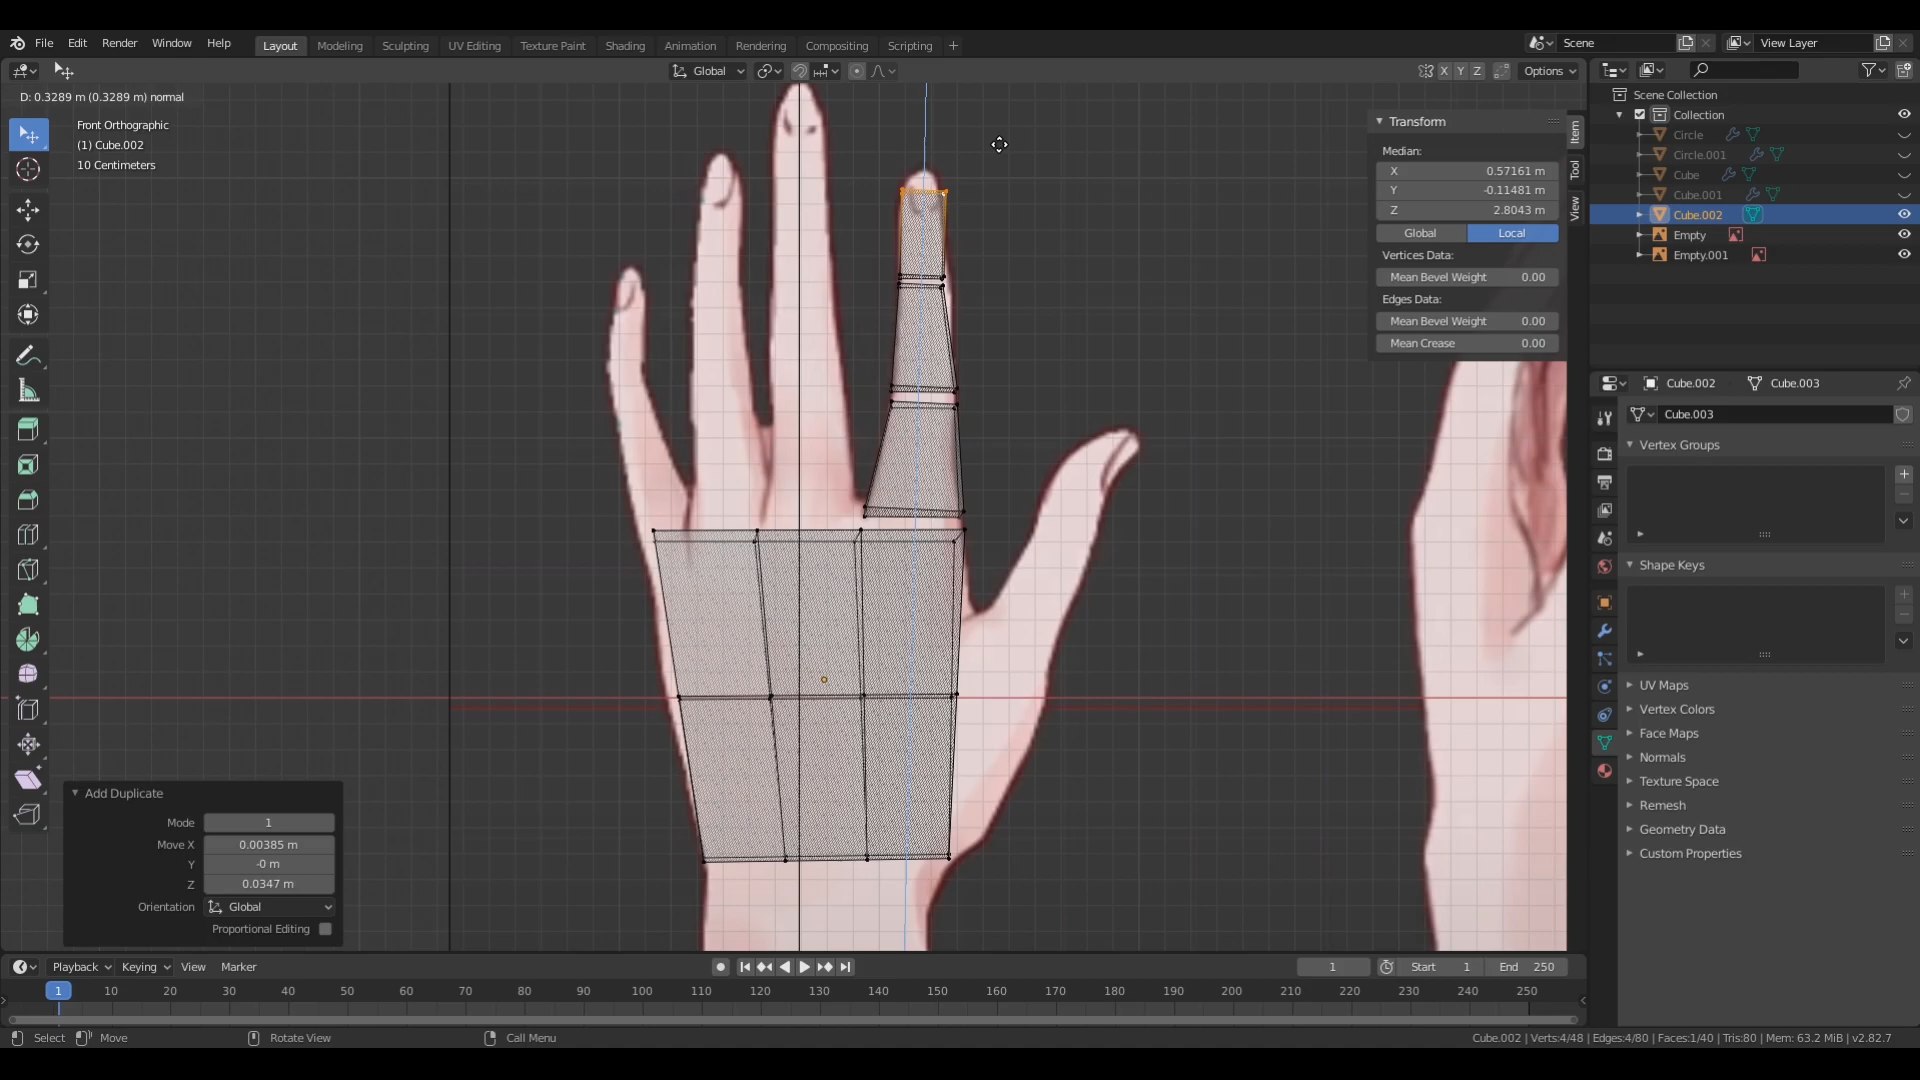 File Edit Render Window Help Layout Modeling Sculpting UV Editing Texture Paint Shading Animation Rendering Compositing Scripting + Scene View Layer
Global X Y Z Options
D: 0.3289 m (0.3289 m) normal
Front Orthographic
(1) Cube.002
10 Centimeters
Transform
Median:
X 0.57161 m
Y -0.11481 m
Z 2.8043 m
Global Local
Vertices Data:
Mean Bevel Weight 0.00
Edges Data:
Mean Bevel Weight 0.00
Mean Crease 0.00
Item
Tool
View
Scene Collection
Collection
Circle
Circle.001
Cube
Cube.001
Cube.002
Empty
Empty.001
Cube.002 Cube.003
Cube.003
Vertex Groups
Shape Keys
UV Maps
Vertex Colors
Face Maps
Normals
Texture Space
Remesh
Geometry Data
Custom Properties
Add Duplicate
Mode 1
Move X 0.00385 m
Y -0 m
Z 0.0347 m
Orientation Global
Proportional Editing
Playback Keying View Marker 1 Start 1 End 250
1 10 20 30 40 50 60 70 80 90 100 110 120 130 140 150 160 170 180 190 200 210 220 230 240 250
Select Move Rotate View Call Menu Cube.002 | Verts:4/48 | Edges:4/80 | Faces:1/40 | Tris:80 | Mem: 63.2 MiB | v2.82.7